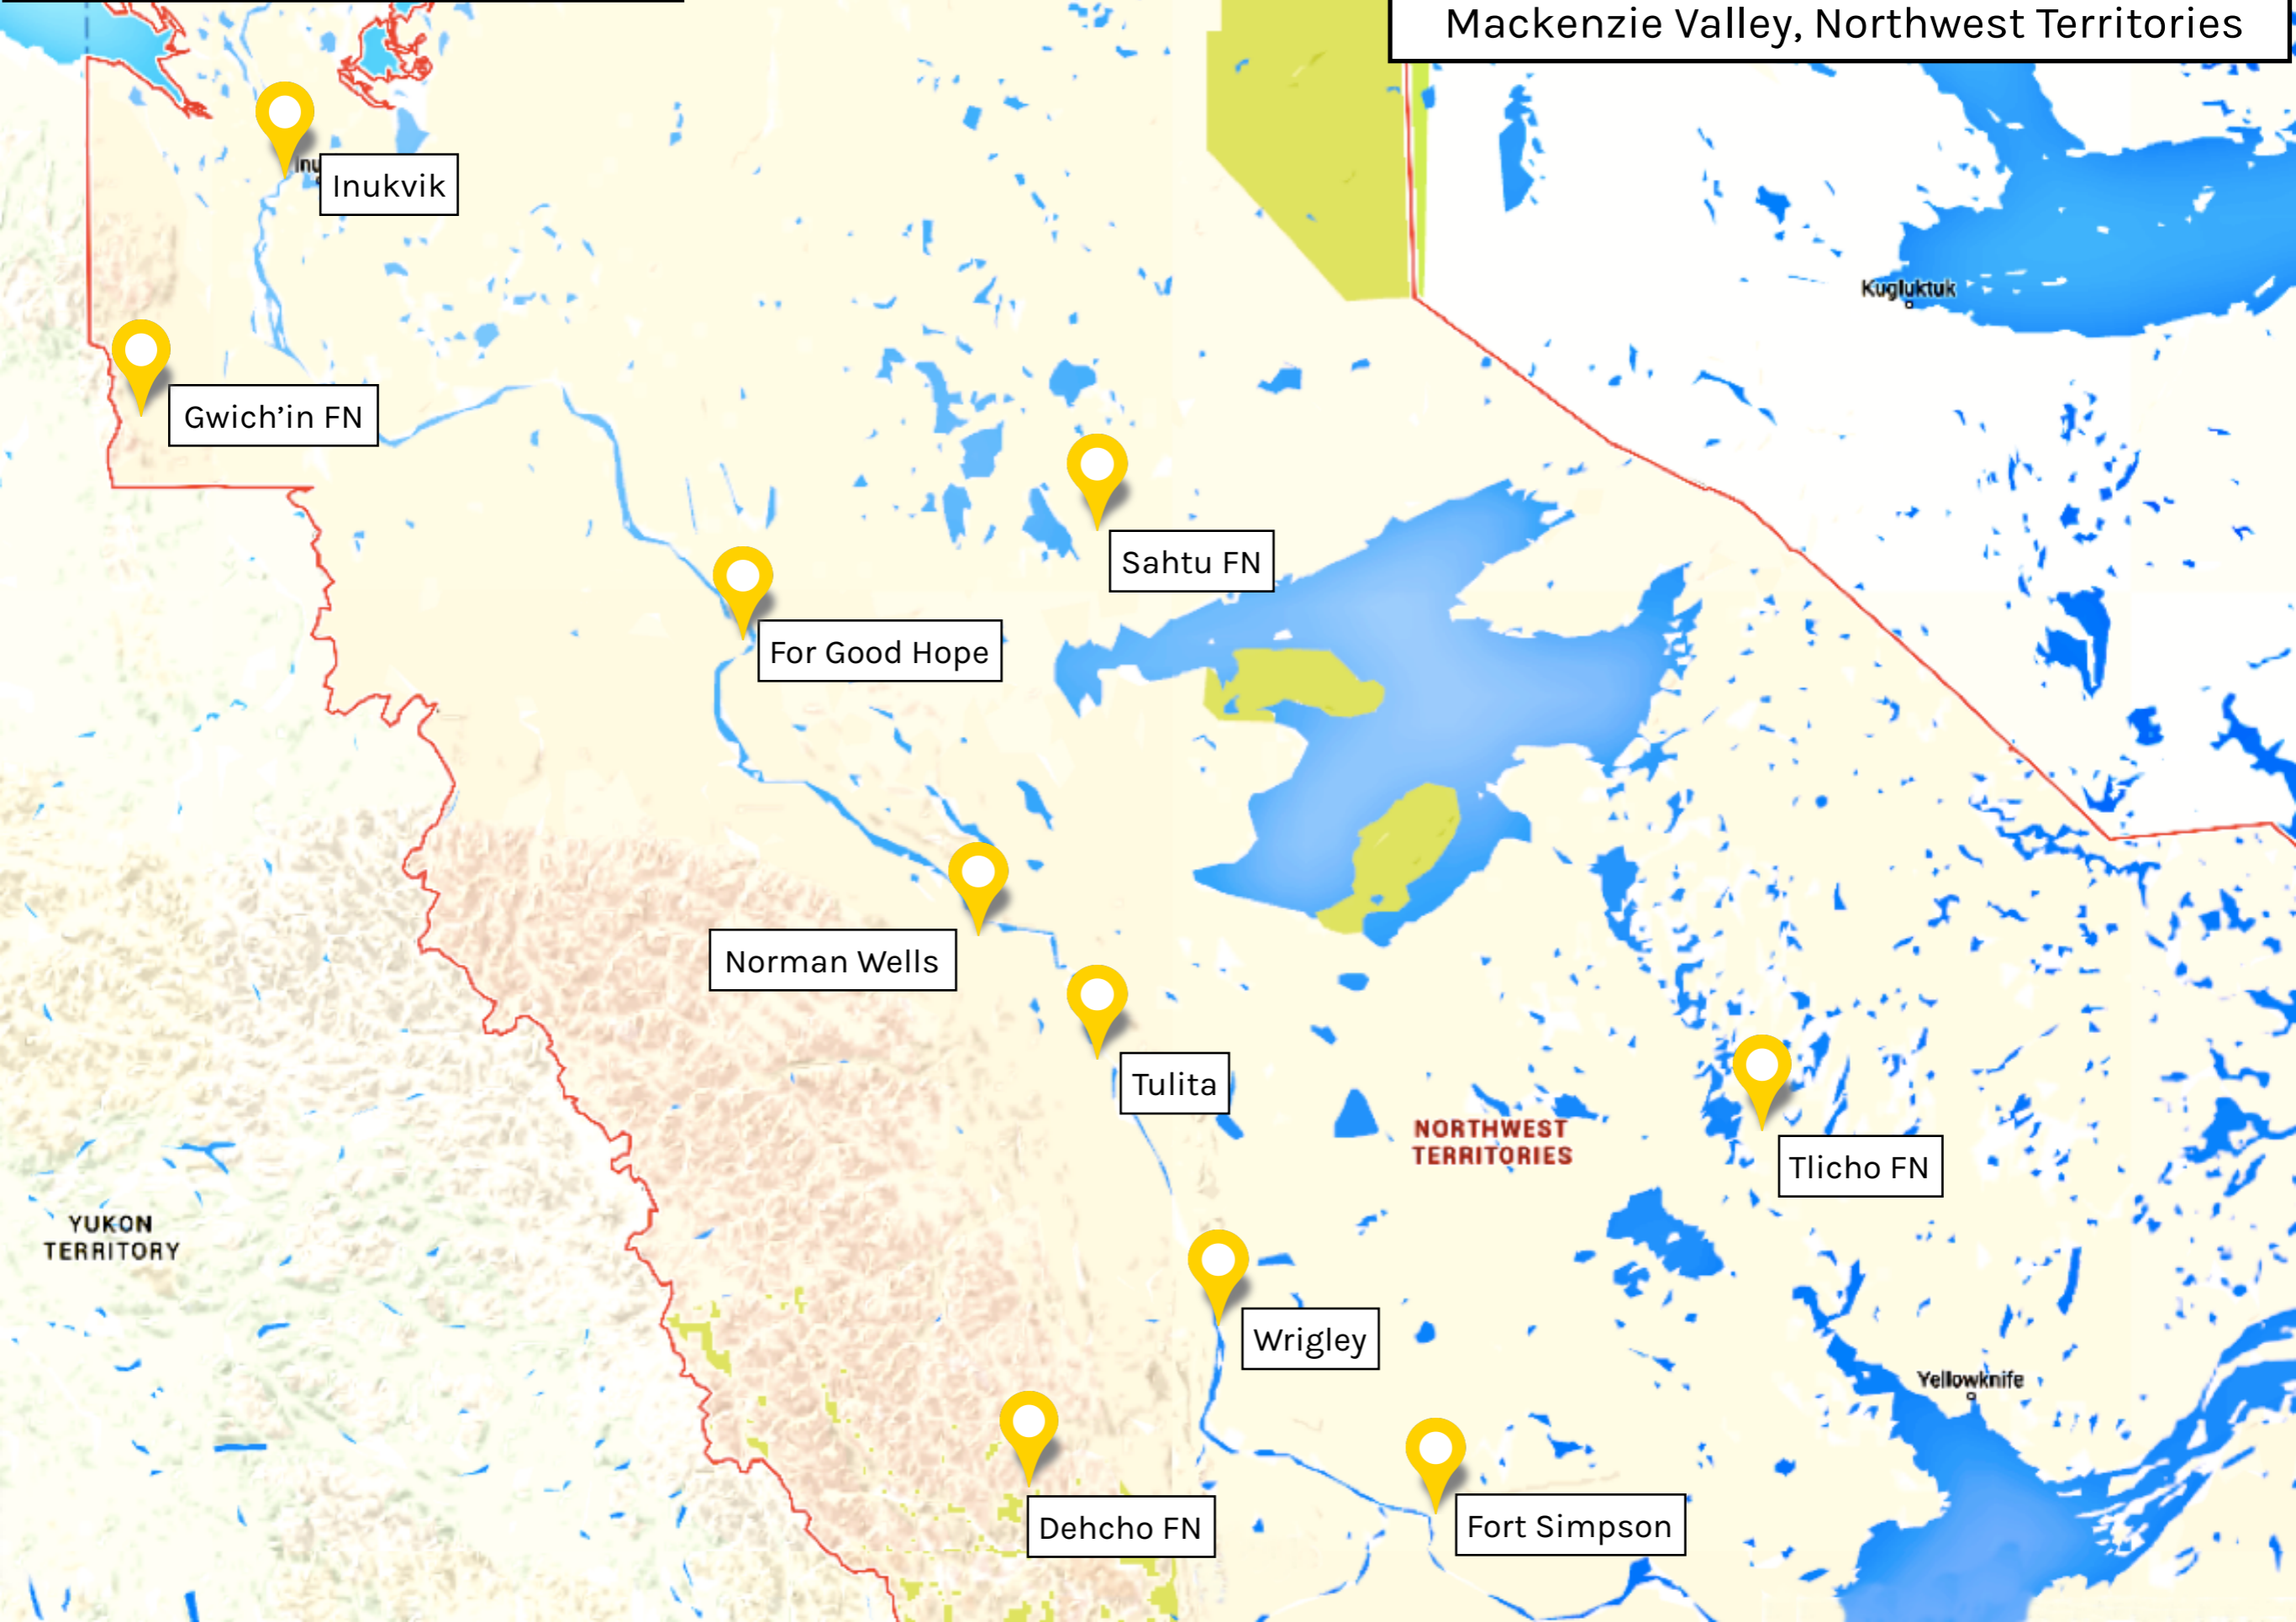 Mackenzie Valley, Northwest Territories
Inu
Inukvik
Kugluktuk
Gwich’in FN
Sahtu FN
For Good Hope
Norman Wells
Tulita
NORTHWEST
TERRITORIES
Tlicho FN
YUKON
TERRITORY
Wrigley
Yellowknife
Dehcho FN
Fort Simpson